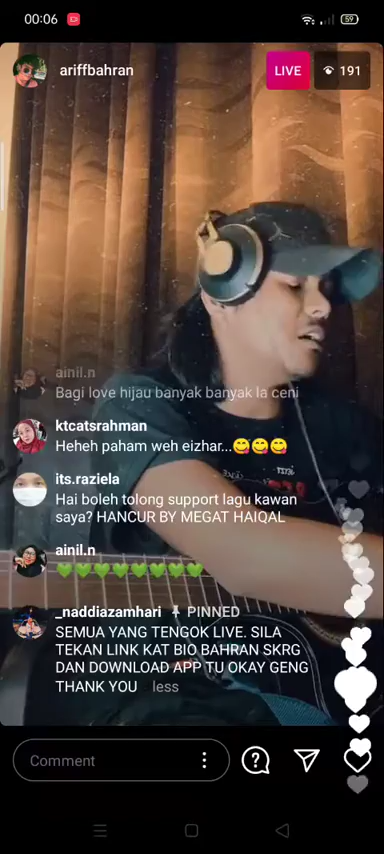 00:06
59
ariffbahran
LIVE
191
ainil.n
Bagi love hijau banyak banyak la ceni
ktcatsrahman
Heheh paham weh eizhar...😋😋😋
its.raziela
Hai boleh tolong support lagu kawan
saya? HANCUR BY MEGAT HAIQAL
ainil.n
💚💚💚💚💚💚💚💚
_naddiazamhari PINNED
SEMUA YANG TENGOK LIVE. SILA
TEKAN LINK KAT BIO BAHRAN SKRG
DAN DOWNLOAD APP TU OKAY GENG
THANK YOU less
Comment